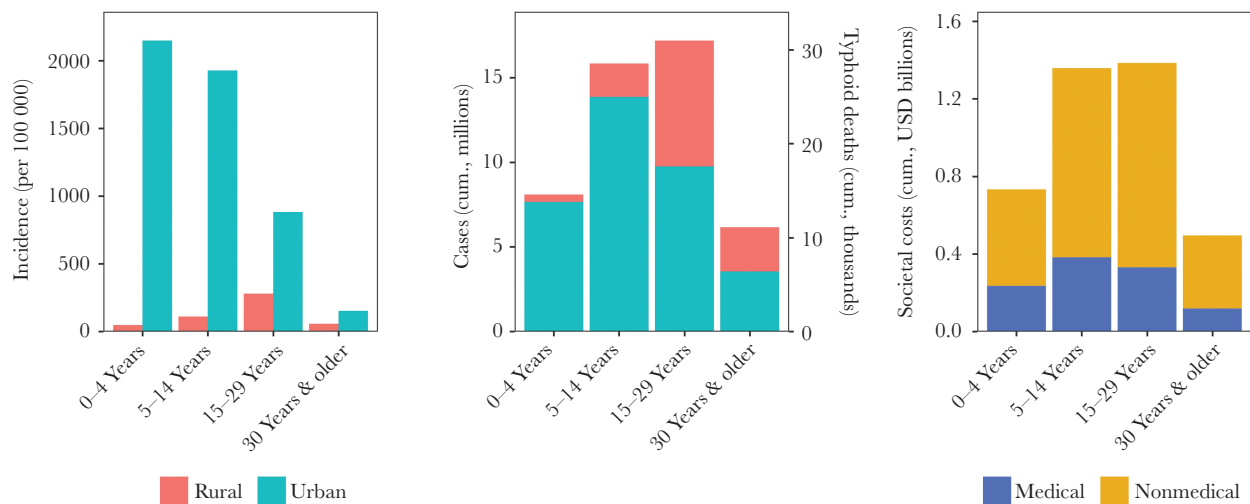 Incidence (per 100 000)
2000
1500
1000
500
0
0–4 Years
5–14 Years
15–29 Years
30 Years & older
Rural
Urban
Cases (cum., millions)
15
10
5
0
Typhoid deaths (cum., thousands)
30
20
10
0
0–4 Years
5–14 Years
15–29 Years
30 Years & older
Societal costs (cum., USD billions)
1.6
1.2
0.8
0.4
0.0
0–4 Years
5–14 Years
15–29 Years
30 Years & older
Medical
Nonmedical